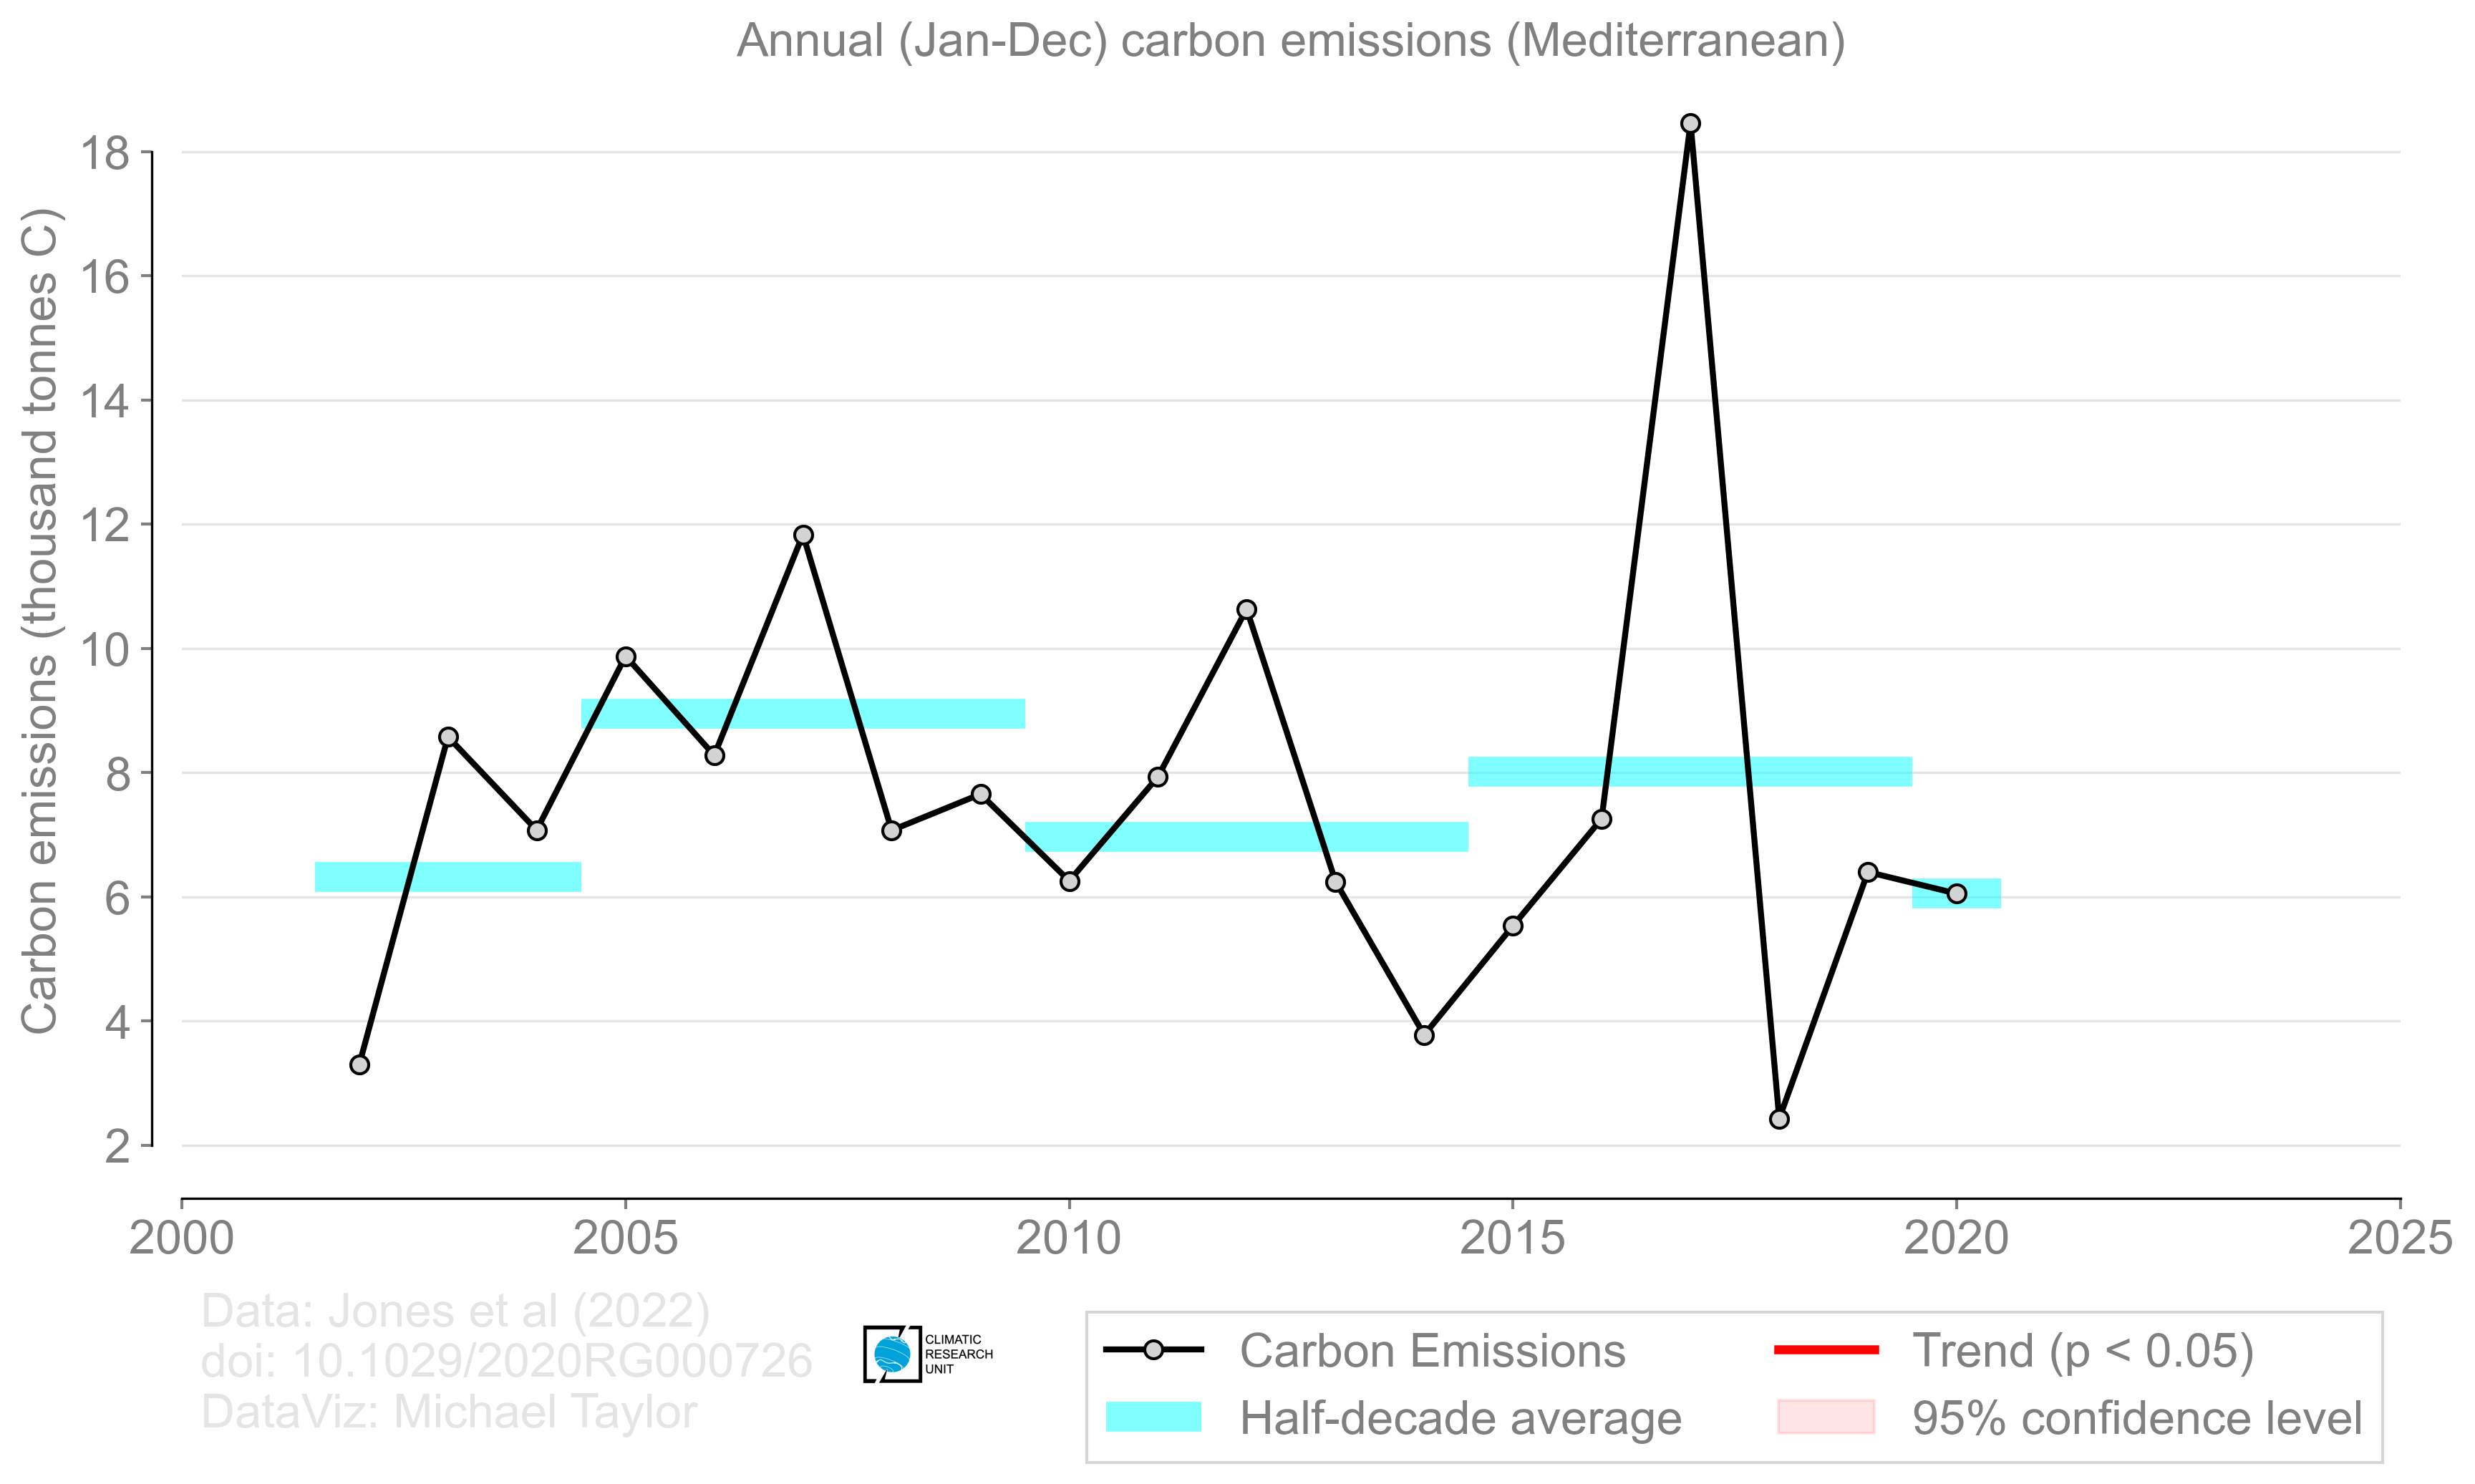 Annual (Jan-Dec) carbon emissions (Mediterranean)
Carbon emissions (thousand tonnes C)
18
16
14
12
10
8
6
4
2
2000 2005 2010 2015 2020 2025
Data: Jones et al (2022)
doi: 10.1029/2020RG000726
DataViz: Michael Taylor
CLIMATIC
RESEARCH
UNIT
Carbon Emissions
Half-decade average
Trend (p < 0.05)
95% confidence level